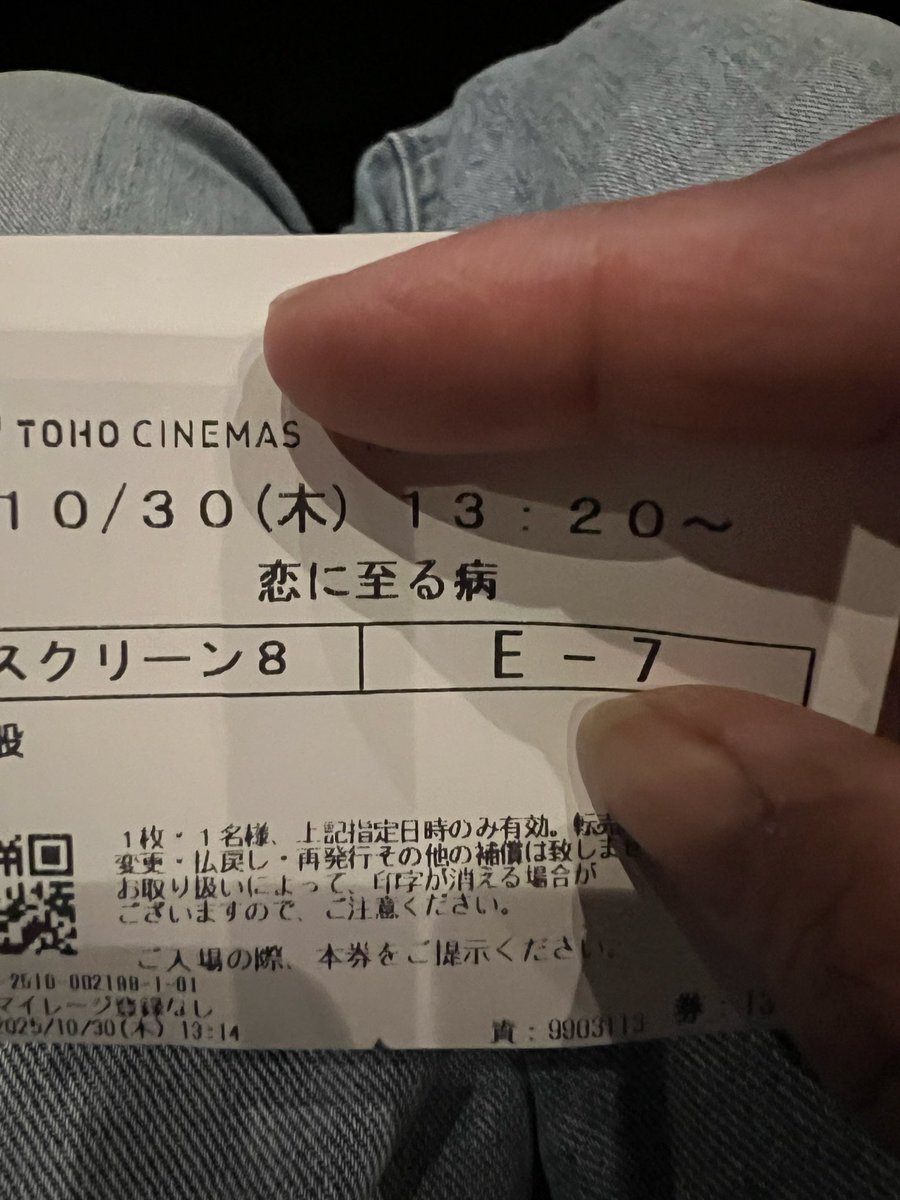 TOHO CINEMAS
10/30(木) 13:20～
恋に至る病
スクリーン8
E-7
般
1枚・1名様、上記指定日時のみ有効。転売
変更・払戻し・再発行その他の補償は致しませ
お取り扱いによって、印字が消える場合が
ございますので、ご注意ください。
ご入場の際、本券をご提示ください。
マイレージ登録なし
2025/10/30(木) 13:14
責:9903113 券:13